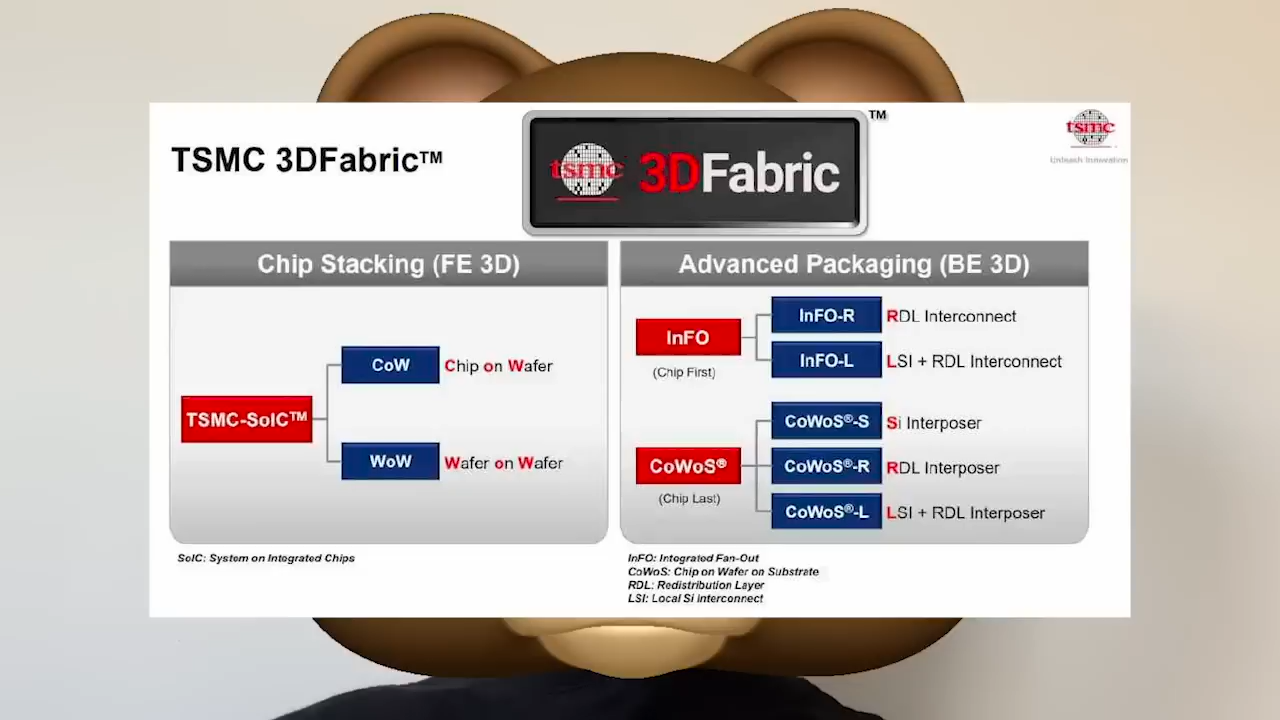 TSMC 3DFabric™
tsmc 3DFabric
™
tsmc
Unleash Innovation
Chip Stacking (FE 3D)
TSMC-SoIC™
CoW
Chip on Wafer
WoW
Wafer on Wafer
SoIC: System on Integrated Chips
Advanced Packaging (BE 3D)
InFO
(Chip First)
InFO-R
RDL Interconnect
InFO-L
LSI + RDL Interconnect
CoWoS®
(Chip Last)
CoWoS®-S
Si Interposer
CoWoS®-R
RDL Interposer
CoWoS®-L
LSI + RDL Interposer
InFO: Integrated Fan-Out
CoWoS: Chip on Wafer on Substrate
RDL: Redistribution Layer
LSI: Local Si Interconnect